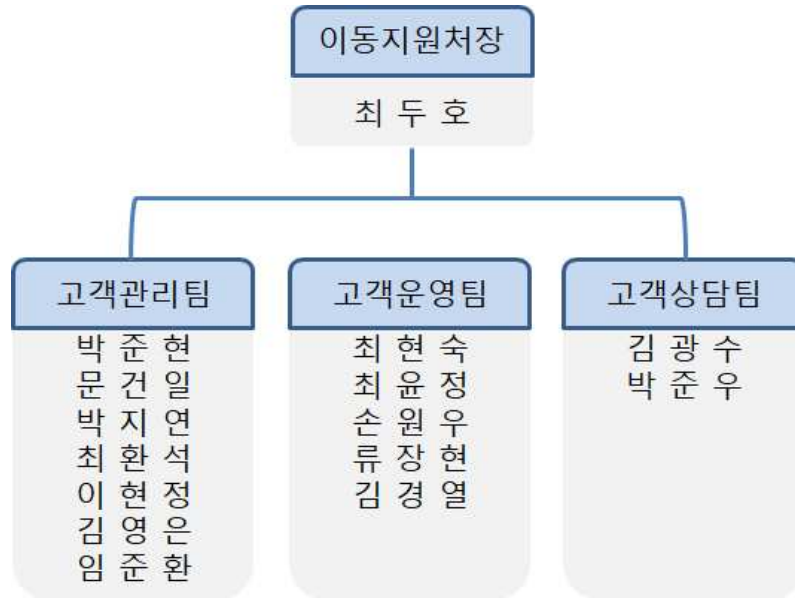 이동지원처장
최 두 호
고객관리팀
박 준 현
문 건 일
박 지 연
최 환 석
이 현 정
김 영 은
임 준 환
고객운영팀
최 현 숙
최 윤 정
손 원 우
류 장 현
김 경 열
고객상담팀
김 광 수
박 준 우